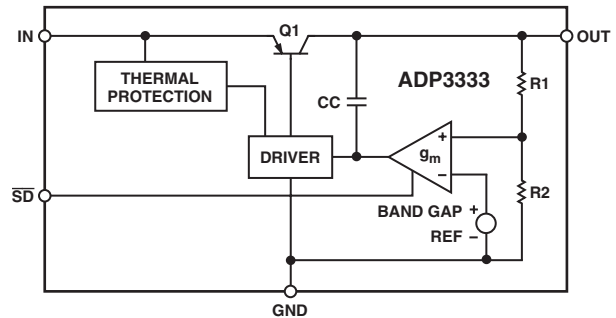 IN
Q1
OUT
THERMAL
PROTECTION
CC
ADP3333
R1
DRIVER
+
gm
−
SD
BAND GAP +
REF −
R2
GND